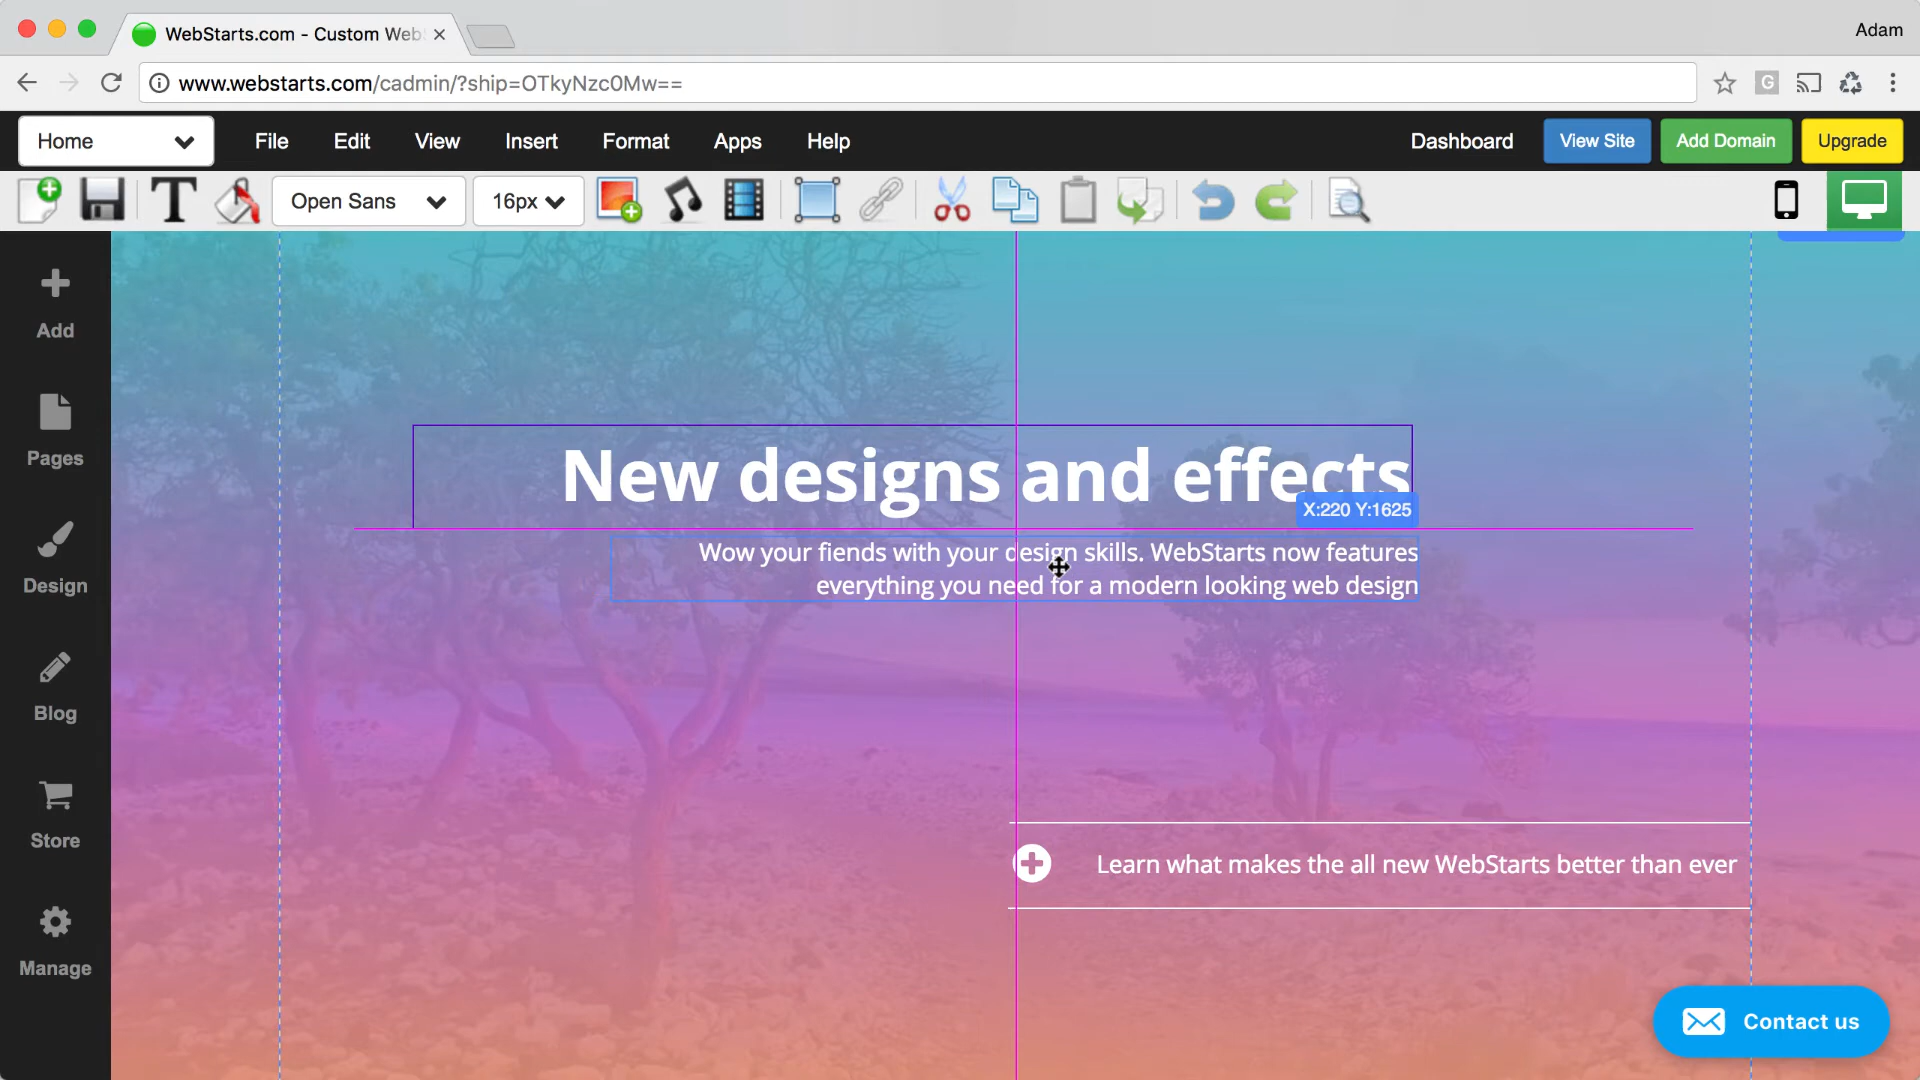 WebStarts.com - Custom Web
Adam
www.webstarts.com/cadmin/?ship=OTkyNzc0Mw==
Home
File
Edit
View
Insert
Format
Apps
Help
Dashboard
View Site
Add Domain
Upgrade
Open Sans
16px
Add
Pages
Design
Blog
Store
Manage
New designs and effects
X:220 Y:1625
Wow your fiends with your design skills. WebStarts now features
everything you need for a modern looking web design
Learn what makes the all new WebStarts better than ever
Contact us